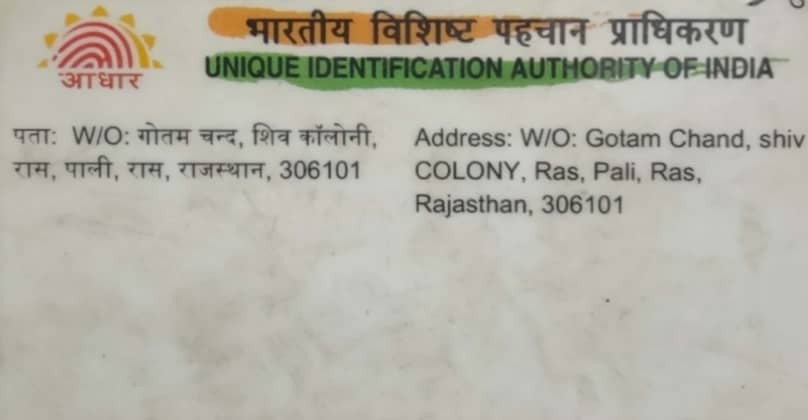 भारतीय विशिष्ट पहचान प्राधिकरण
UNIQUE IDENTIFICATION AUTHORITY OF INDIA
आधार
पता: W/O: गोतम चन्द, शिव कॉलोनी,
रास, पाली, रास, राजस्थान, 306101
Address: W/O: Gotam Chand, shiv
COLONY, Ras, Pali, Ras,
Rajasthan, 306101